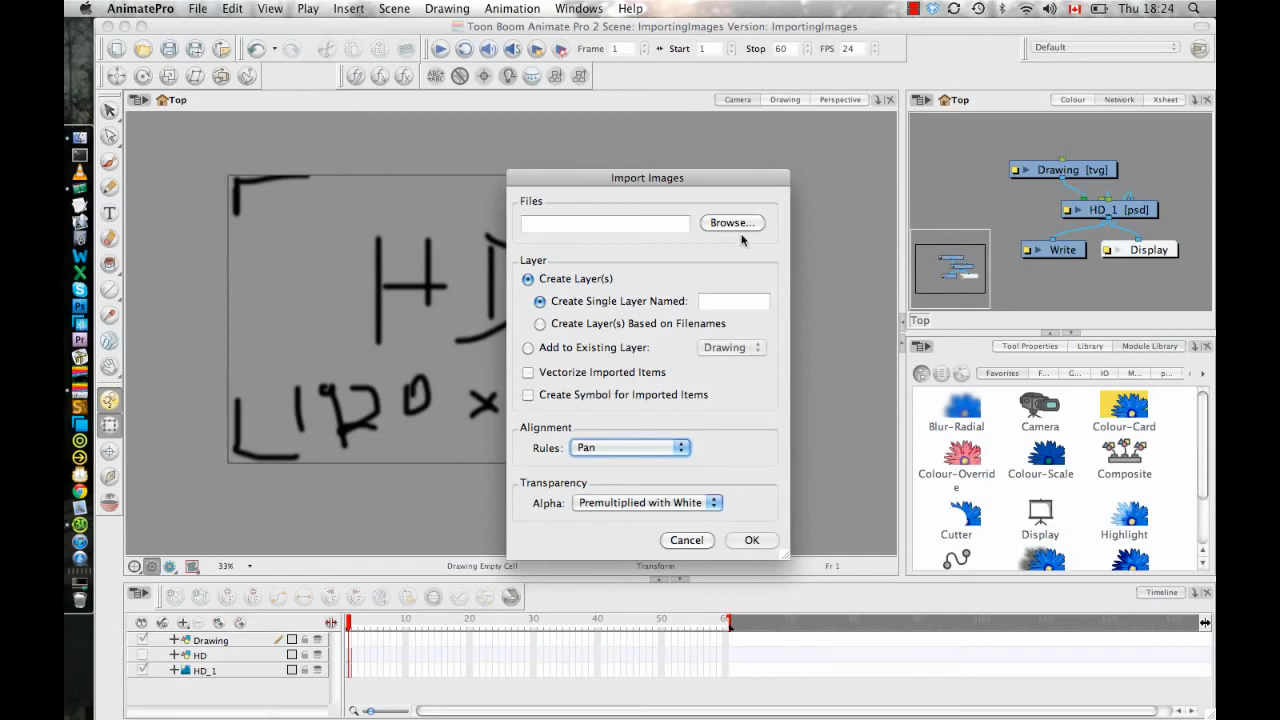 AnimatePro File Edit View Play Insert Scene Drawing Animation Windows Help Thu 18:24
Toon Boom Animate Pro 2 Scene: ImportingImages Version: ImportingImages
Frame 1 Start 1 Stop 60 FPS 24 Default
Top Camera Drawing Perspective
Top Colour Network Xsheet
Drawing [tvg]
HD_1 [psd]
Write Display
Top
HD
1920 x
Import Images
Files
Browse...
Layer
Create Layer(s)
Create Single Layer Named:
Create Layer(s) Based on Filenames
Add to Existing Layer: Drawing
Vectorize Imported Items
Create Symbol for Imported Items
Alignment
Rules: Pan
Transparency
Alpha: Premultiplied with White
Cancel OK
Tool Properties Library Module Library
Favorites F... G... IO M... p...
Blur-Radial Camera Colour-Card
Colour-Override Colour-Scale Composite
Cutter Display Highlight
33% Drawing Empty Cell Transform Fr 1
Timeline
10 20 30 40 50 60
Drawing
HD
HD_1